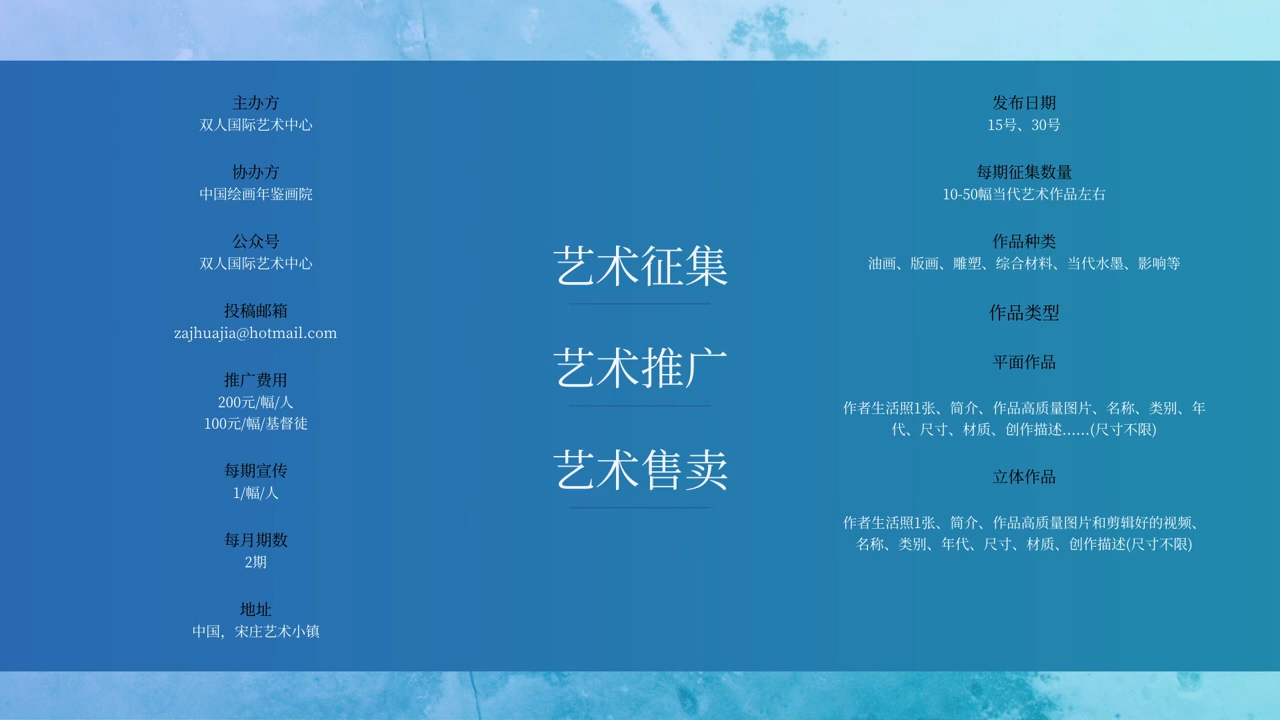 主办方
双人国际艺术中心
协办方
中国绘画年鉴画院
公众号
双人国际艺术中心
投稿邮箱
zajhuajia@hotmail.com
推广费用
200元/幅/人
100元/幅/基督徒
每期宣传
1/幅/人
每月期数
2期
地址
中国，宋庄艺术小镇
艺术征集
艺术推广
艺术售卖
发布日期
15号、30号
每期征集数量
10-50幅当代艺术作品左右
作品种类
油画、版画、雕塑、综合材料、当代水墨、影响等
作品类型
平面作品
作者生活照1张、简介、作品高质量图片、名称、类别、年
代、尺寸、材质、创作描述......(尺寸不限)
立体作品
作者生活照1张、简介、作品高质量图片和剪辑好的视频、
名称、类别、年代、尺寸、材质、创作描述(尺寸不限)